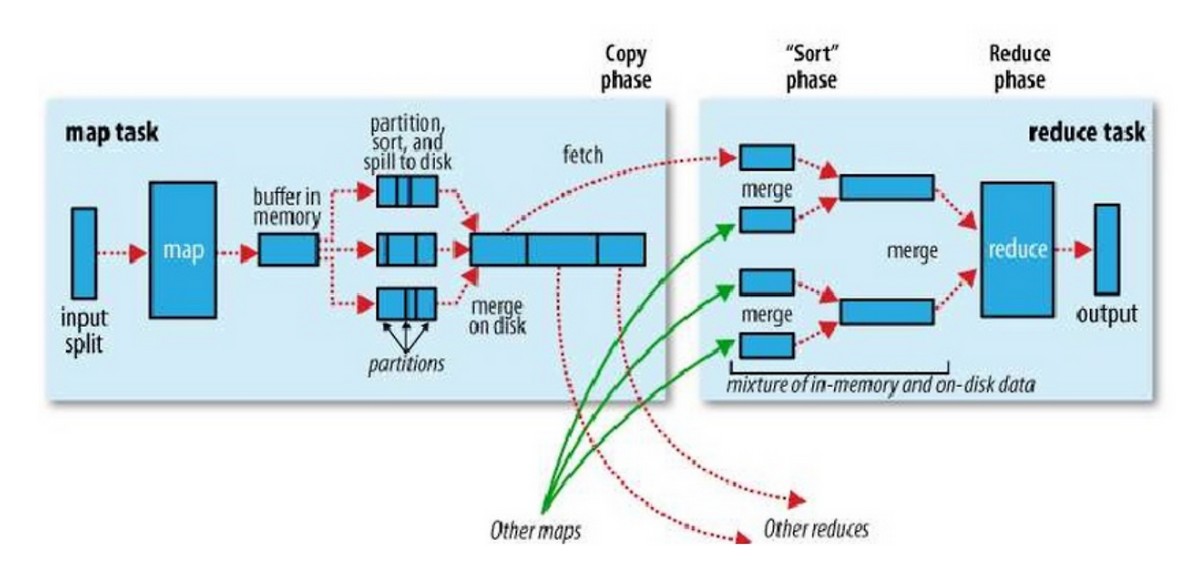 Copy
phase
“Sort”
phase
Reduce
phase
map task
partition,
sort, and
spill to disk
fetch
buffer in
memory
map
input
split
merge
on disk
partitions
reduce task
merge
merge
merge
reduce
output
mixture of in-memory and on-disk data
Other maps
Other reduces